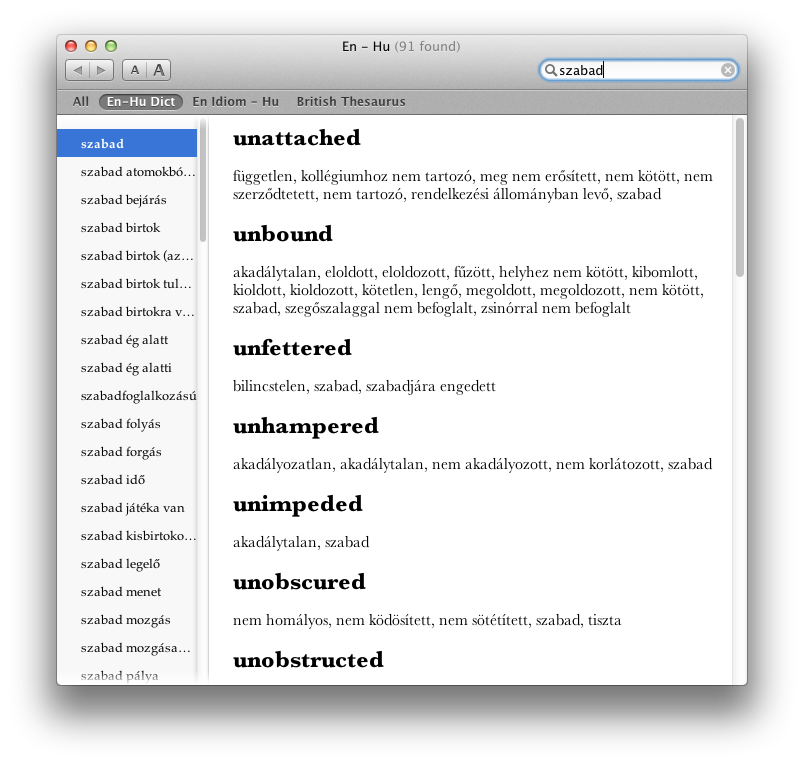 En – Hu (91 found)
A A
szabad
All En–Hu Dict En Idiom – Hu British Thesaurus
szabad
szabad atomokbó…
szabad bejárás
szabad birtok
szabad birtok (az…
szabad birtok tul…
szabad birtokra v…
szabad ég alatt
szabad ég alatti
szabadfoglalkozású
szabad folyás
szabad forgás
szabad idő
szabad játéka van
szabad kisbirtoko…
szabad legelő
szabad menet
szabad mozgás
szabad mozgása…
szabad pálya
unattached
független, kollégiumhoz nem tartozó, meg nem erősített, nem kötött, nem
szerződtetett, nem tartozó, rendelkezési állományban levő, szabad
unbound
akadálytalan, eloldott, eloldozott, fűzött, helyhez nem kötött, kibomlott,
kioldott, kioldozott, kötetlen, lengő, megoldott, megoldozott, nem kötött,
szabad, szegőszalaggal nem befoglalt, zsinórral nem befoglalt
unfettered
bilincstelen, szabad, szabadjára engedett
unhampered
akadályozatlan, akadálytalan, nem akadályozott, nem korlátozott, szabad
unimpeded
akadálytalan, szabad
unobscured
nem homályos, nem ködösített, nem sötétített, szabad, tiszta
unobstructed